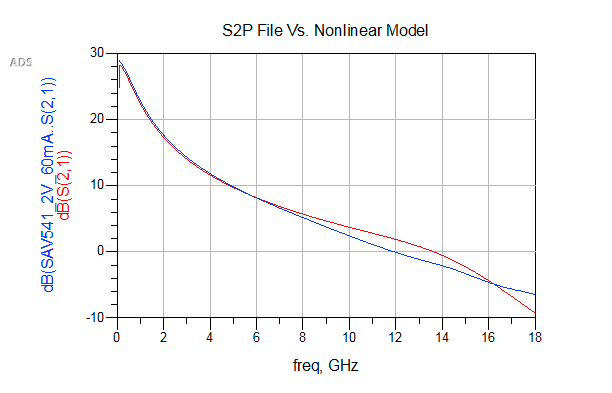 S2P File Vs. Nonlinear Model
ADS
dB(SAV541_2V_60mA..S(2,1))
dB(S(2,1))
30
20
10
0
-10
0 2 4 6 8 10 12 14 16 18
freq, GHz